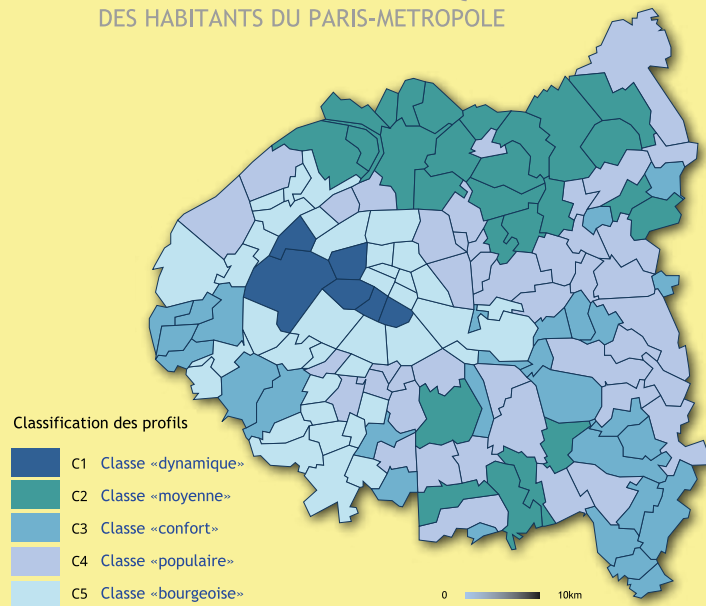 DES HABITANTS DU PARIS-METROPOLE
Classification des profils
C1 Classe «dynamique»
C2 Classe «moyenne»
C3 Classe «confort»
C4 Classe «populaire»
C5 Classe «bourgeoise»
0 10km